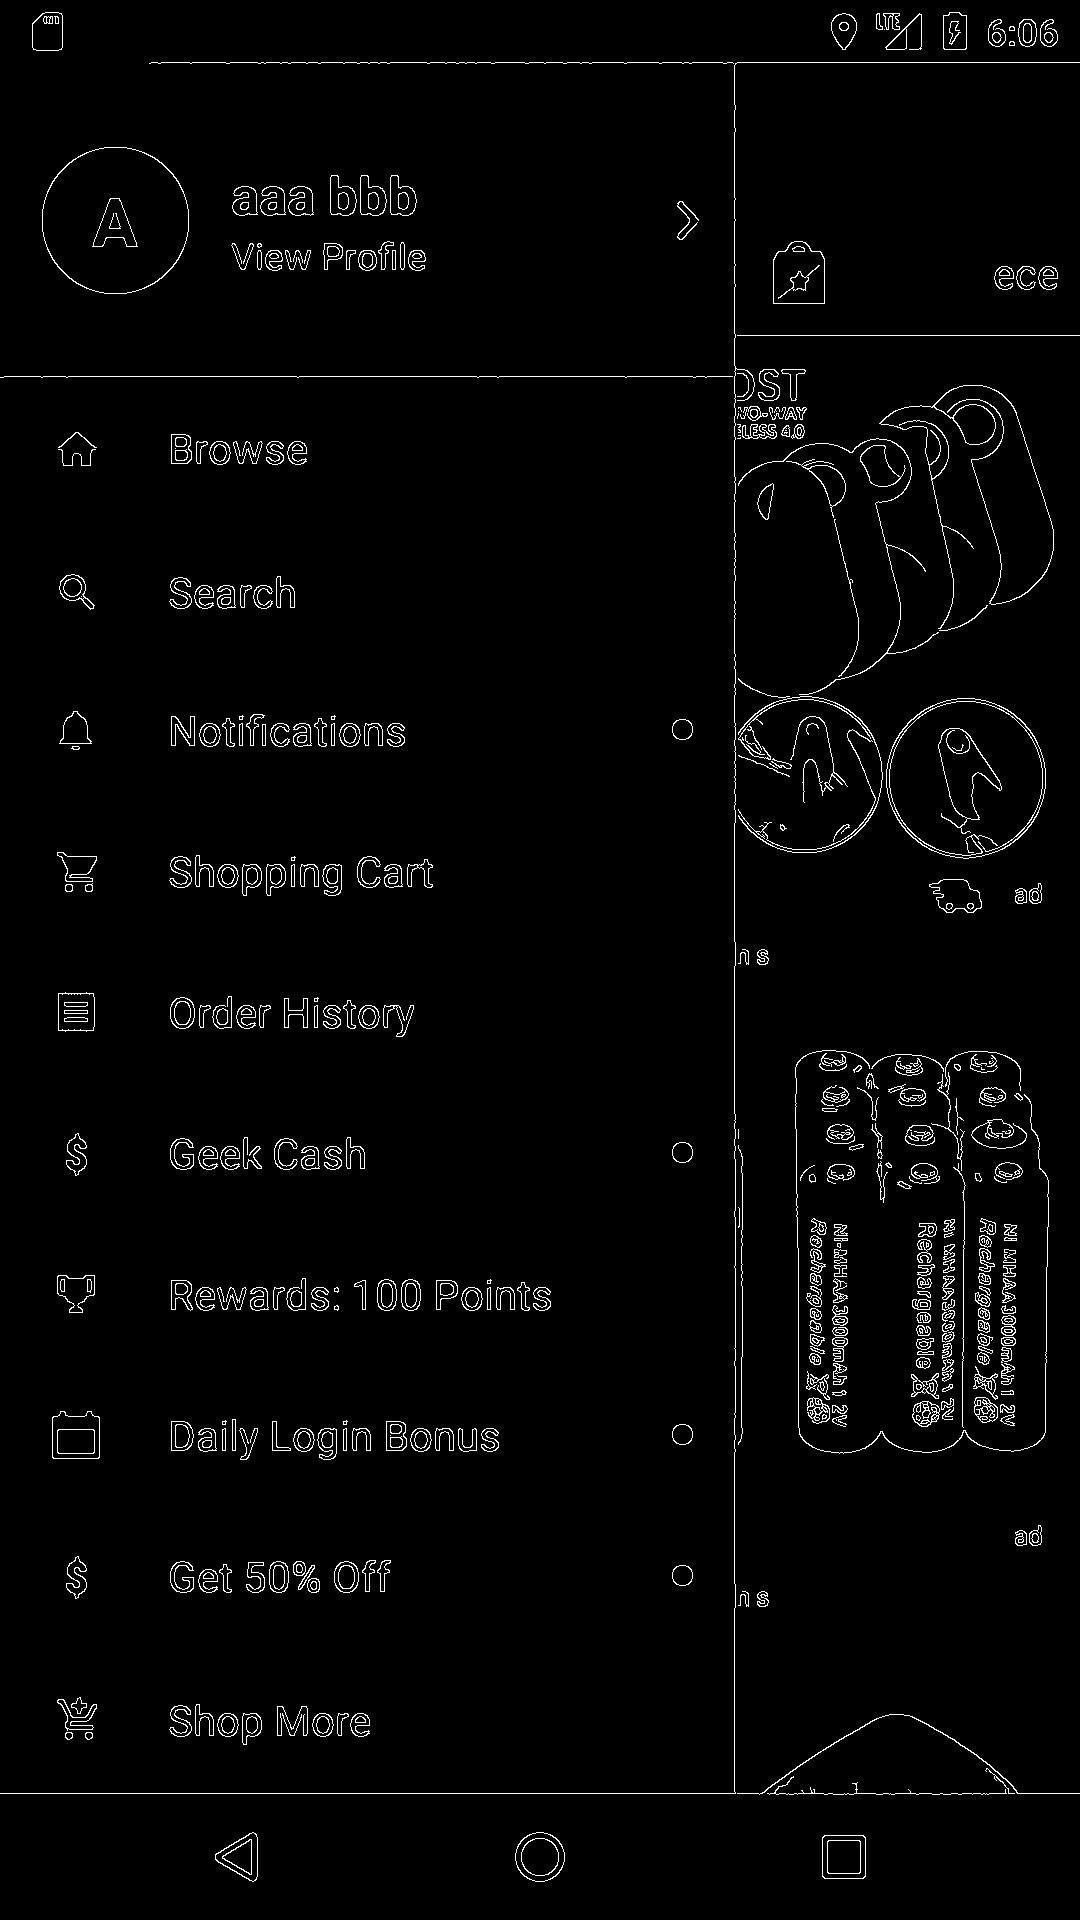 LTE 6:06
A
aaa bbb
View Profile
ece
OST
WO-WAY
ELESS 4.0
Browse
Search
Notifications
Shopping Cart
ad
n s
Order History
Geek Cash
Rewards: 100 Points
Rechargeable
NI-MHAA3000mAh 1 2V
Rechargeable
NI MHAA3000mAh 1 2V
Rechargeable
NI MHAA3000mAh 1 2V
Daily Login Bonus
ad
Get 50% Off
n s
Shop More